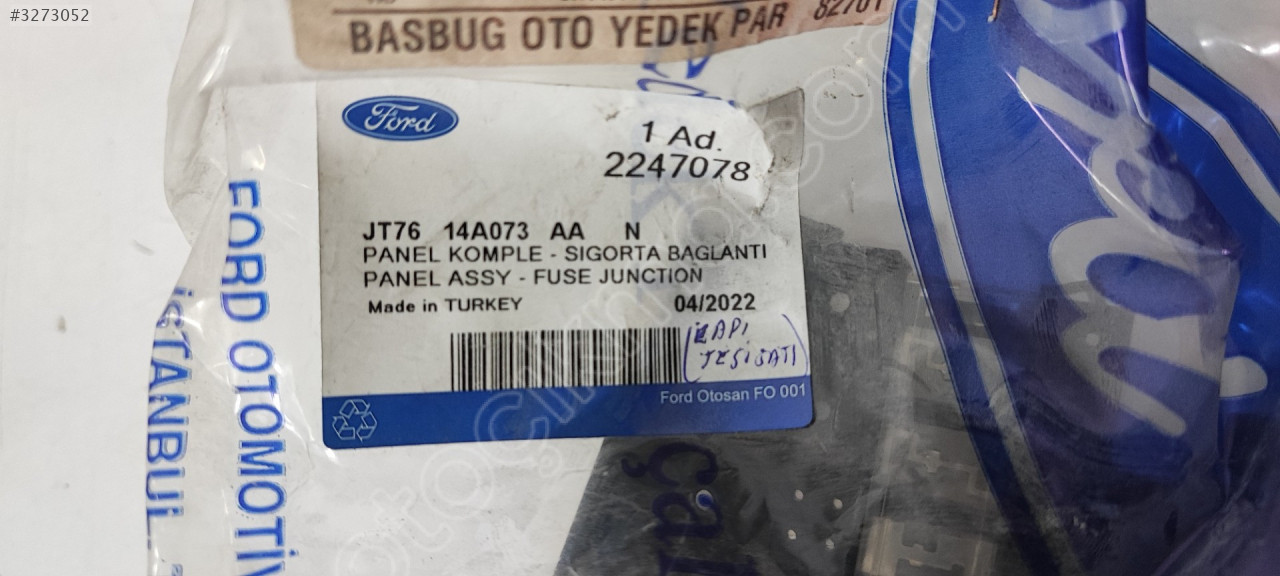 #3273052
BASBUG OTO YEDEK PAR 82701
Ford
1 Ad.
2247078
JT76 14A073 AA N
PANEL KOMPLE - SIGORTA BAGLANTI
PANEL ASSY - FUSE JUNCTION
Made in TURKEY 04/2022
KAPI
TESİSATI
Ford Otosan FO 001
FORD OTOMOTİV
İSTANBUL